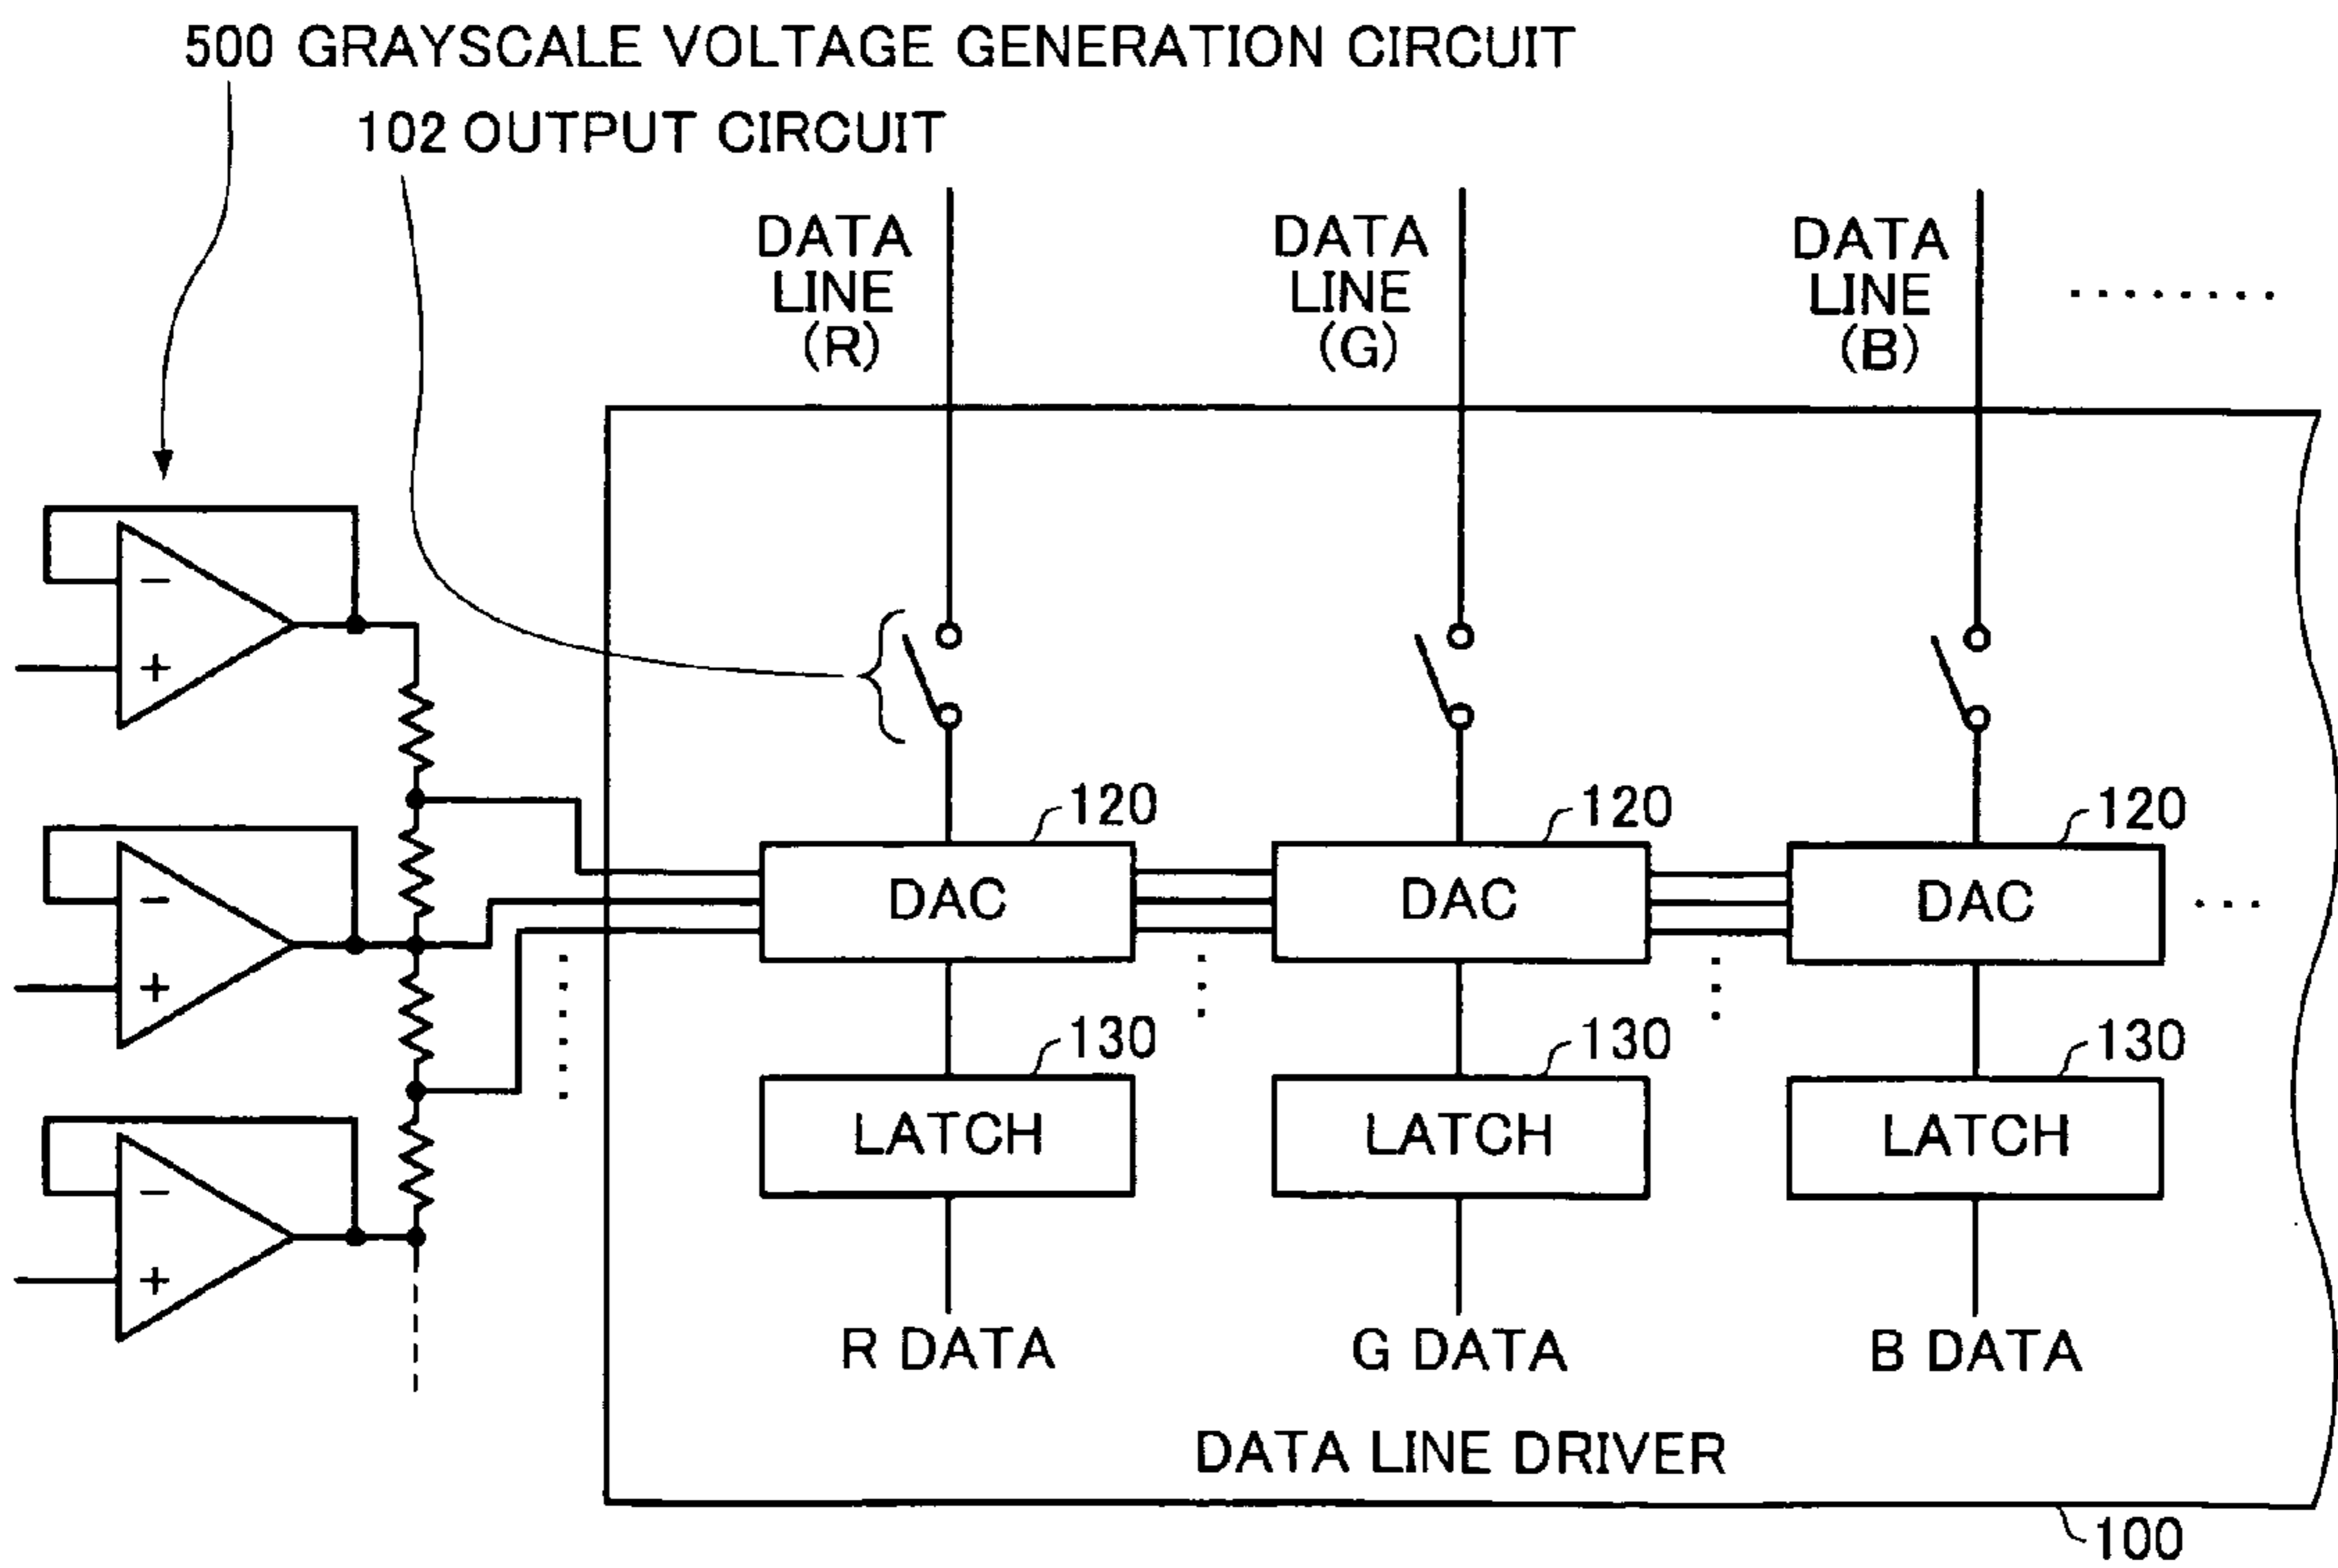 500 GRAYSCALE VOLTAGE GENERATION CIRCUIT
102 OUTPUT CIRCUIT
DATA
LINE
(R)
DATA
LINE
(G)
DATA
LINE
(B)
........
−
+
−
+
−
+
120
120
120
DAC
DAC
DAC
...
130
130
130
LATCH
LATCH
LATCH
R DATA
G DATA
B DATA
DATA LINE DRIVER
100